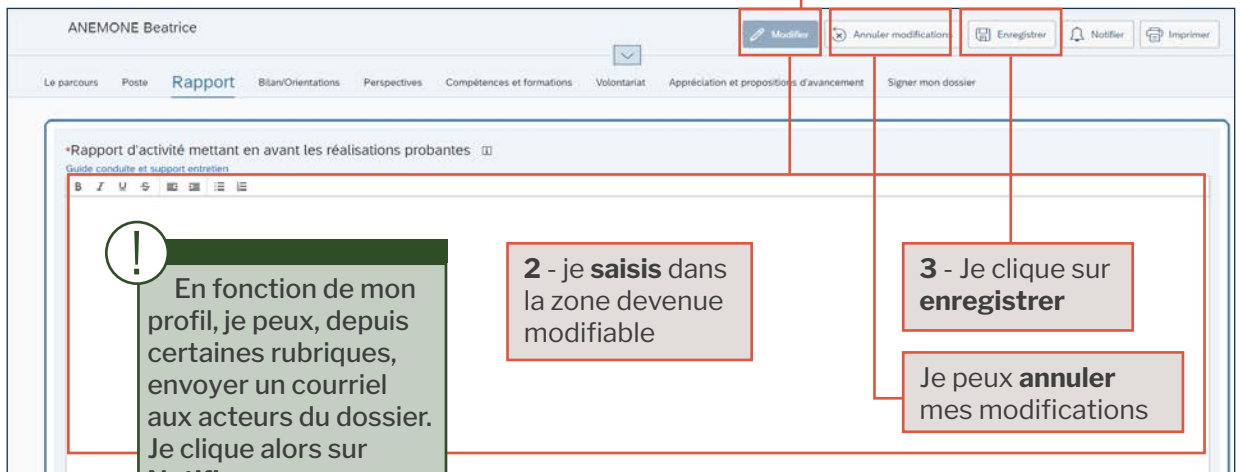 ANEMONE Beatrice
Modifier Annuler modifications Enregistrer Notifier Imprimer
Le parcours Poste Rapport Bilan/Orientations Perspectives Compétences et formations Volontariat Appréciation et propositions d'avancement Signer mon dossier
*Rapport d'activité mettant en avant les réalisations probantes
Guide conduite et support entretien
B I U S
!
En fonction de mon
profil, je peux, depuis
certaines rubriques,
envoyer un courriel
aux acteurs du dossier.
Je clique alors sur
2 - je saisis dans
la zone devenue
modifiable
3 - Je clique sur
enregistrer
Je peux annuler
mes modifications